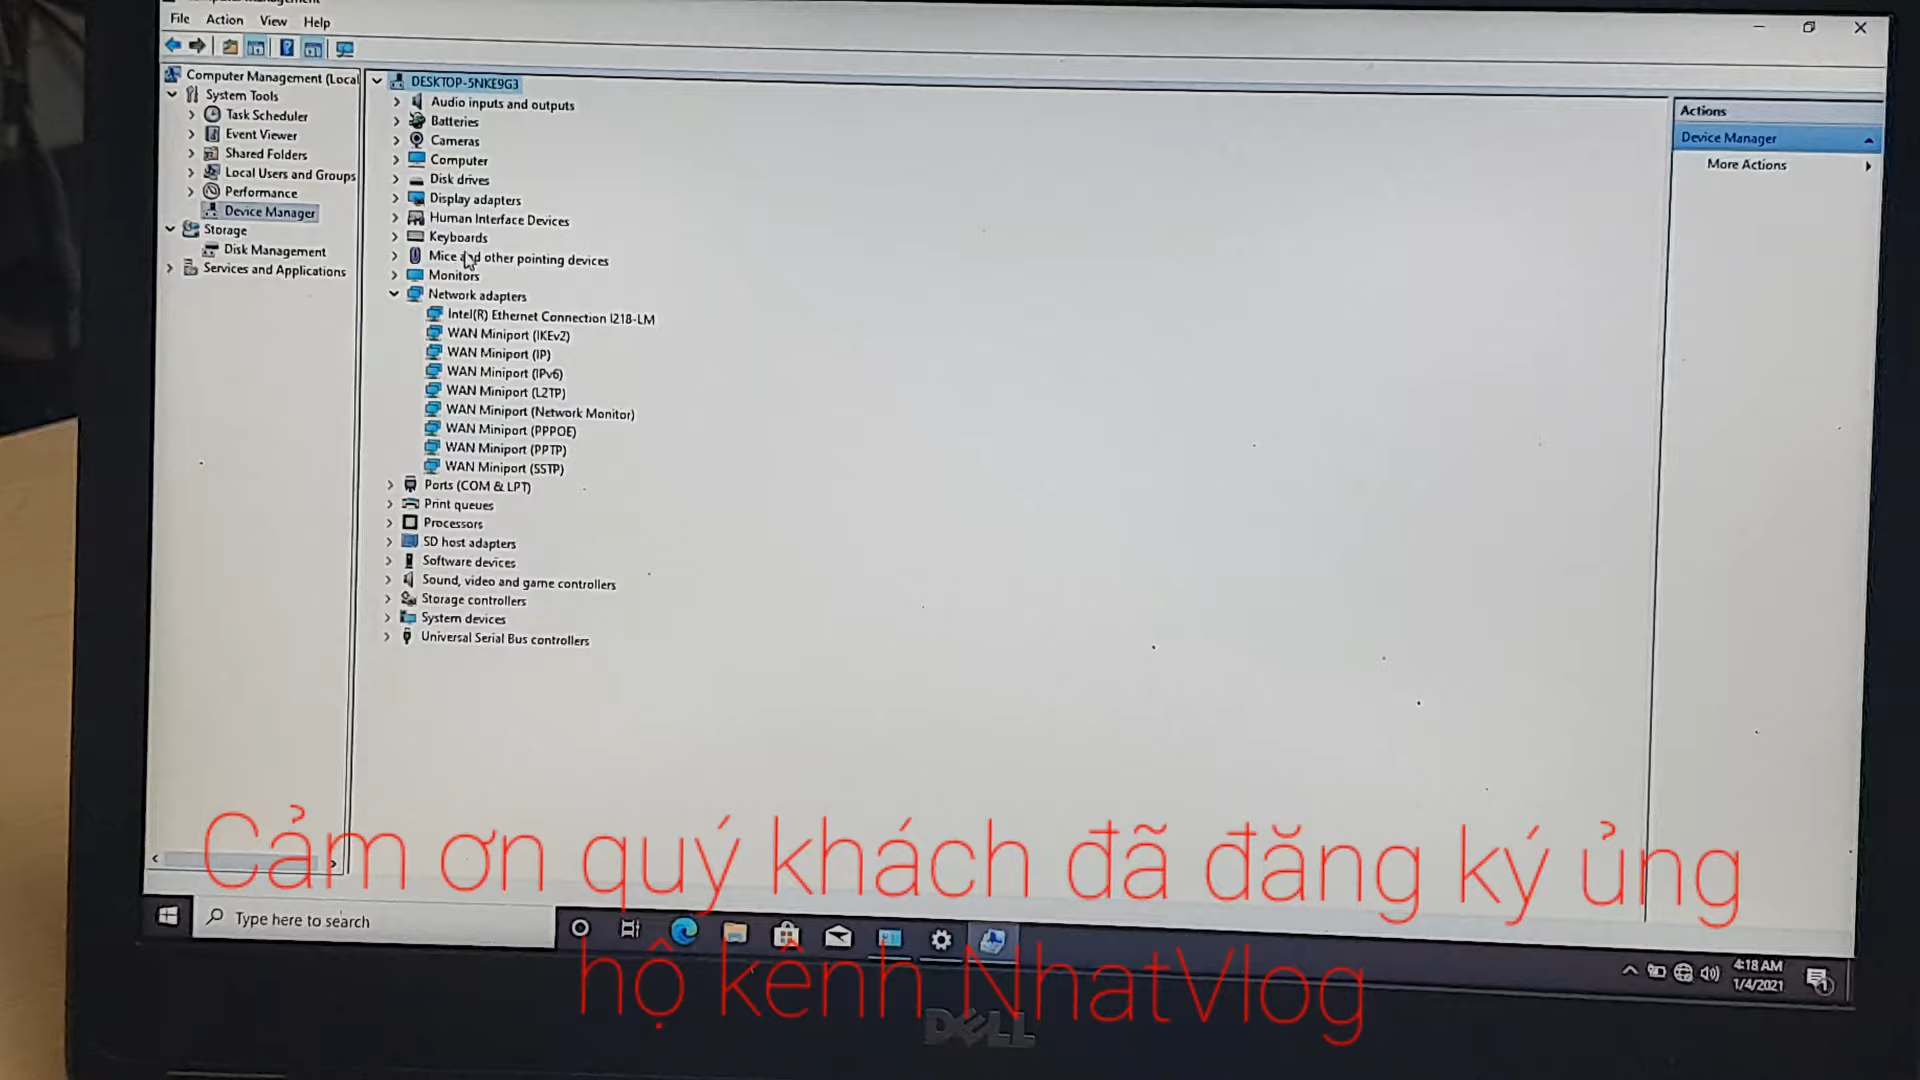 File Action View Help
Computer Management (Local
System Tools
Task Scheduler
Event Viewer
Shared Folders
Local Users and Groups
Performance
Device Manager
Storage
Disk Management
Services and Applications
DESKTOP-5NKE9G3
Audio inputs and outputs
Batteries
Cameras
Computer
Disk drives
Display adapters
Human Interface Devices
Keyboards
Mice and other pointing devices
Monitors
Network adapters
Intel(R) Ethernet Connection I218-LM
WAN Miniport (IKEv2)
WAN Miniport (IP)
WAN Miniport (IPv6)
WAN Miniport (L2TP)
WAN Miniport (Network Monitor)
WAN Miniport (PPPOE)
WAN Miniport (PPTP)
WAN Miniport (SSTP)
Ports (COM & LPT)
Print queues
Processors
SD host adapters
Software devices
Sound, video and game controllers
Storage controllers
System devices
Universal Serial Bus controllers
Actions
Device Manager
More Actions
Cảm ơn quý khách đã đăng ký ủng
hộ kênh NhatVlog
Type here to search
4:18 AM
1/4/2021
1
DELL